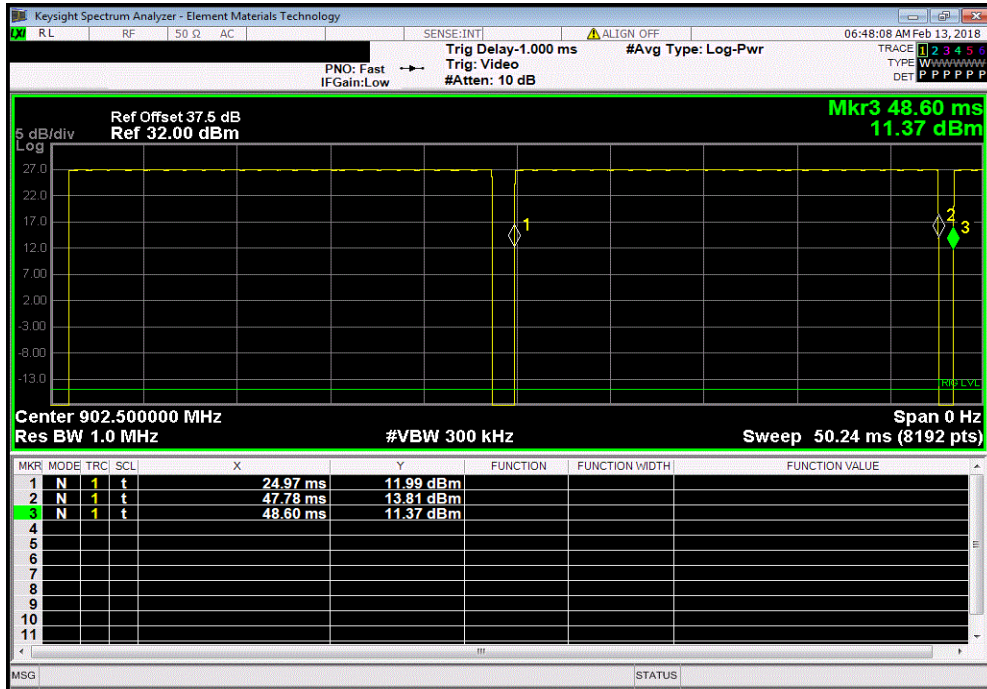 Keysight Spectrum Analyzer - Element Materials Technology
LXI RL RF 50 Ω AC SENSE:INT ALIGN OFF 06:48:08 AM Feb 13, 2018
Trig Delay-1.000 ms #Avg Type: Log-Pwr TRACE 1 2 3 4 5 6
PNO: Fast Trig: Video TYPE WWWWWW
IFGain:Low #Atten: 10 dB DET P P P P P P
Mkr3 48.60 ms
11.37 dBm
Ref Offset 37.5 dB
5 dB/div Ref 32.00 dBm
Log
27.0
22.0
17.0
12.0
7.00
2.00
-3.00
-8.00
-13.0
1
2
3
RIG LVL
Center 902.500000 MHz Span 0 Hz
Res BW 1.0 MHz #VBW 300 kHz Sweep 50.24 ms (8192 pts)
MKR MODE TRC SCL X Y FUNCTION FUNCTION WIDTH FUNCTION VALUE
1 N 1 t 24.97 ms 11.99 dBm
2 N 1 t 47.78 ms 13.81 dBm
3 N 1 t 48.60 ms 11.37 dBm
4
5
6
7
8
9
10
11
MSG STATUS